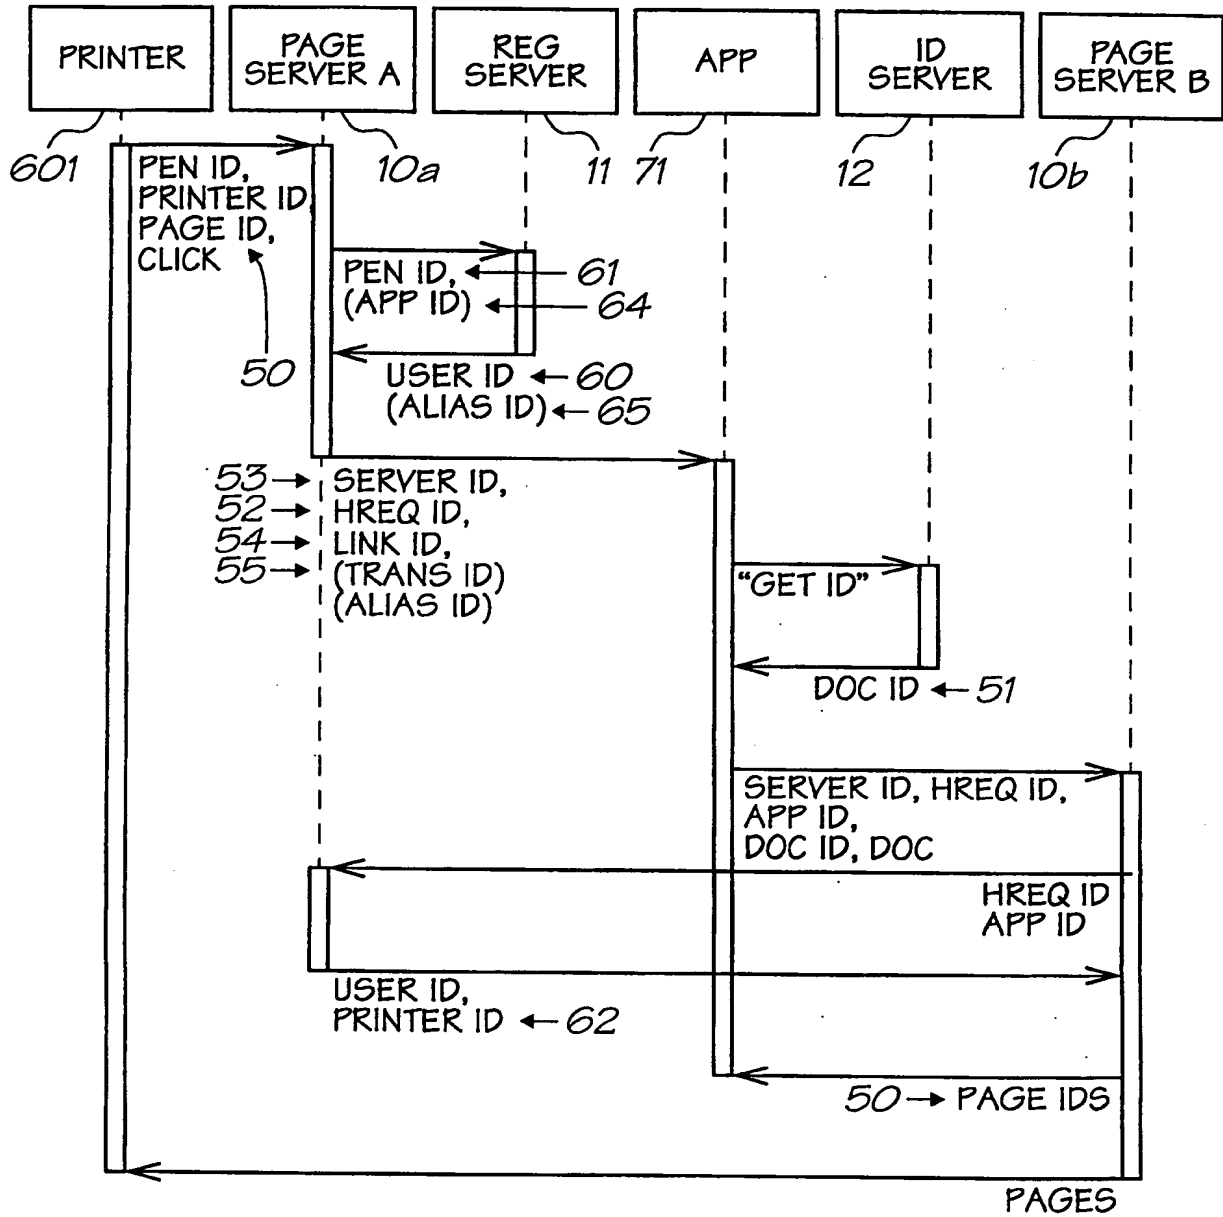 PRINTER
PAGE
SERVER A
REG
SERVER
APP
ID
SERVER
PAGE
SERVER B
601
10a
11
71
12
10b
PEN ID,
PRINTER ID,
PAGE ID,
CLICK
50
PEN ID,
61
(APP ID)
64
USER ID
60
(ALIAS ID)
65
53
SERVER ID,
52
HREQ ID,
54
LINK ID,
55
(TRANS ID)
(ALIAS ID)
"GET ID"
DOC ID
51
SERVER ID, HREQ ID,
APP ID,
DOC ID, DOC
HREQ ID
APP ID
USER ID,
PRINTER ID
62
50
PAGE IDS
PAGES